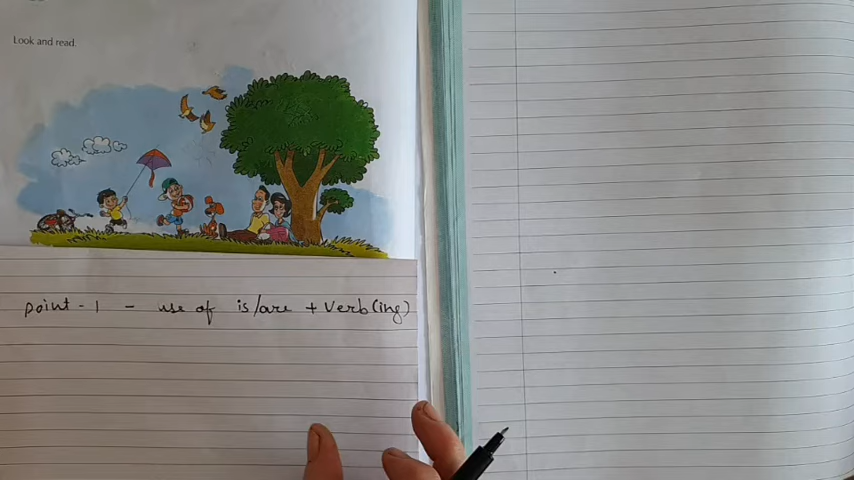 Look and read.
point-1 - use of is/are + verb(ing)